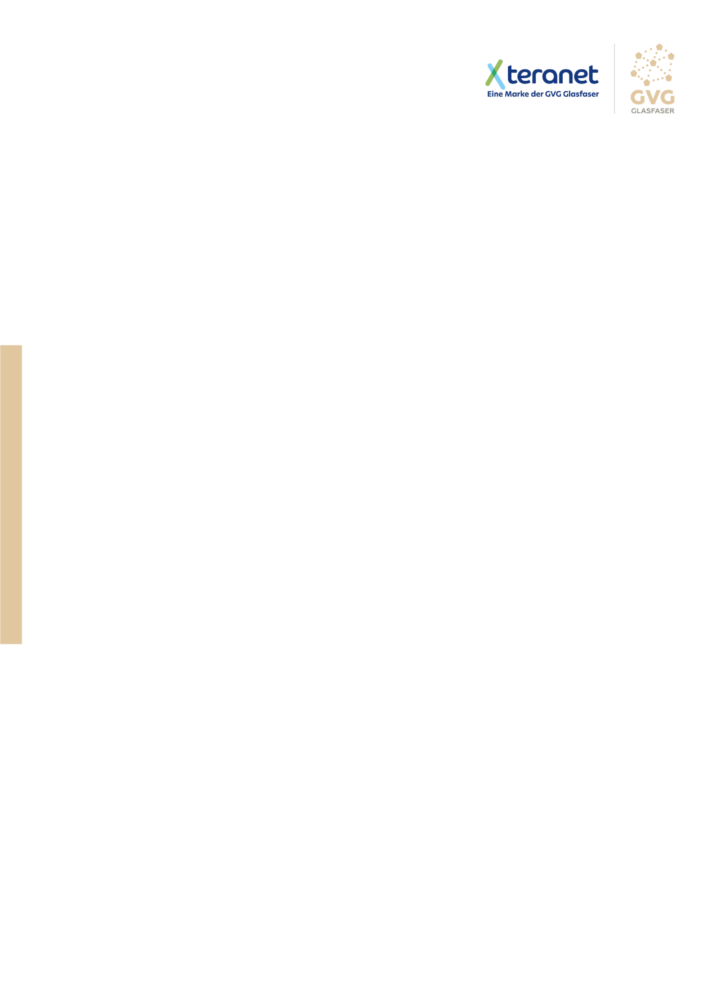 teranet
Eine Marke der GVG Glasfaser
GVG
GLASFASER